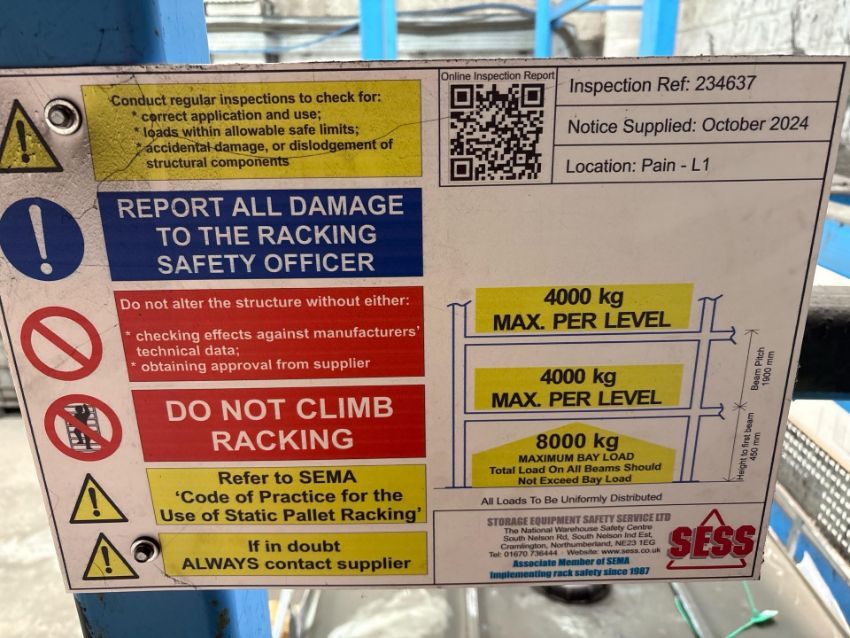 Conduct regular inspections to check for:
* correct application and use;
* loads within allowable safe limits;
* accidental damage, or dislodgement of
structural components
REPORT ALL DAMAGE
TO THE RACKING
SAFETY OFFICER
Do not alter the structure without either:
* checking effects against manufacturers'
technical data;
* obtaining approval from supplier
DO NOT CLIMB
RACKING
Refer to SEMA
'Code of Practice for the
Use of Static Pallet Racking'
If in doubt
ALWAYS contact supplier
Online Inspection Report
Inspection Ref: 234637
Notice Supplied: October 2024
Location: Pain - L1
4000 kg
MAX. PER LEVEL
4000 kg
MAX. PER LEVEL
8000 kg
MAXIMUM BAY LOAD
Total Load On All Beams Should
Not Exceed Bay Load
Beam Pitch
1900 mm
Height to first beam
450 mm
All Loads To Be Uniformly Distributed
STORAGE EQUIPMENT SAFETY SERVICE LTD
The National Warehouse Safety Centre
South Nelson Rd, South Nelson Ind Est,
Cramlington, Northumberland, NE23 1EG
Tel: 01670 736444 · Website: www.sess.co.uk
Associate Member of SEMA
Implementing rack safety since 1987
SESS